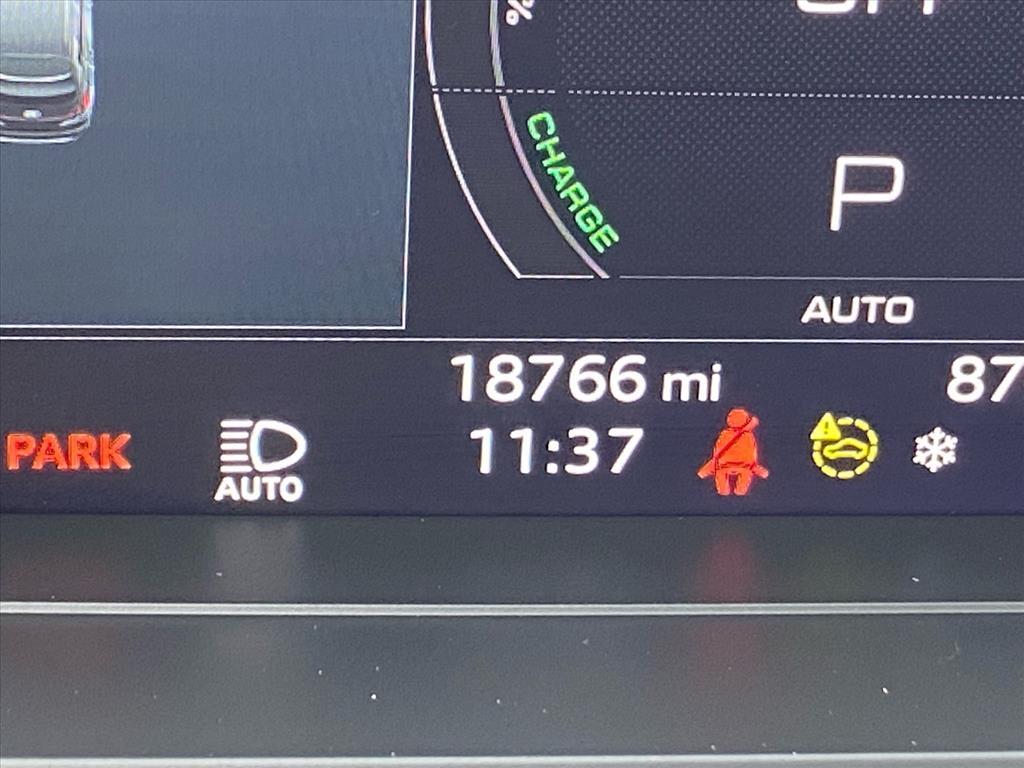 %
CHARGE
P
AUTO
18766 mi
87
PARK
AUTO
11:37